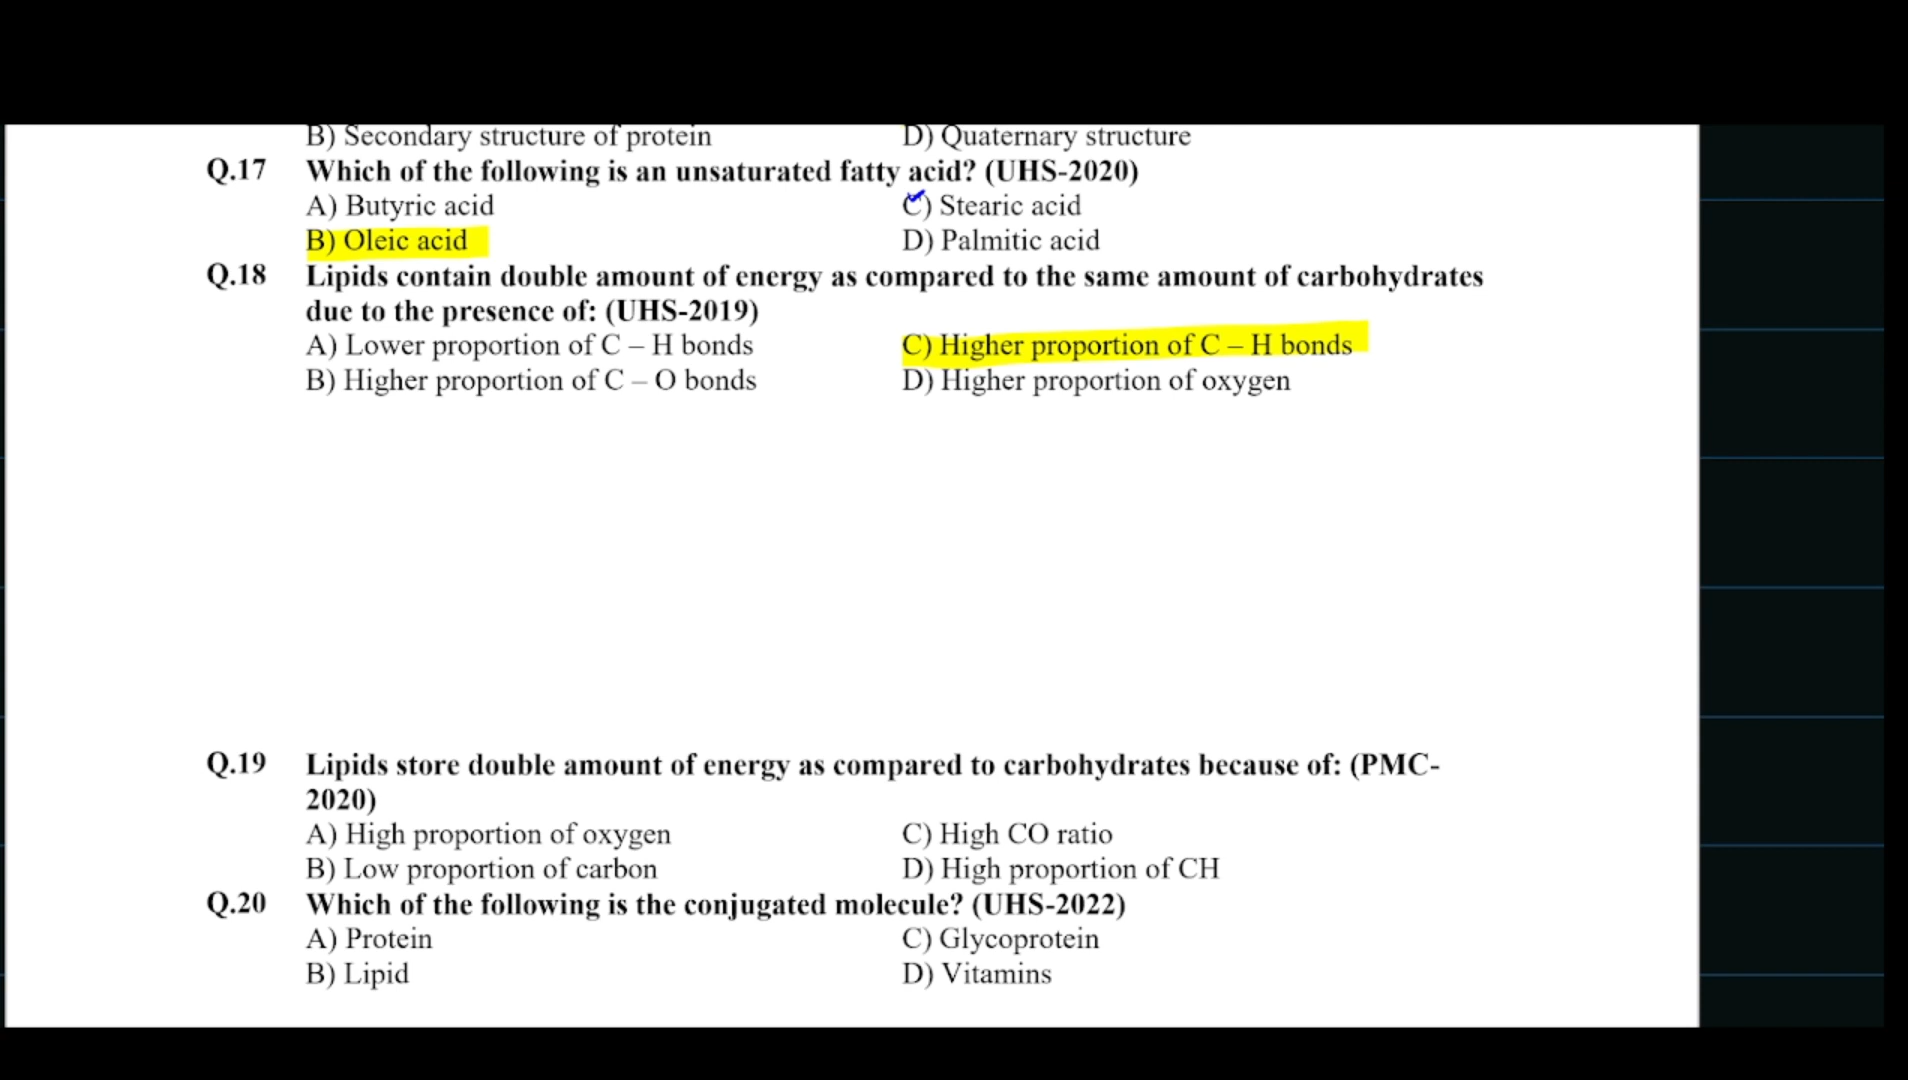 B) Secondary structure of protein D) Quaternary structure
Q.17 Which of the following is an unsaturated fatty acid? (UHS-2020)
A) Butyric acid C) Stearic acid
B) Oleic acid D) Palmitic acid
Q.18 Lipids contain double amount of energy as compared to the same amount of carbohydrates
due to the presence of: (UHS-2019)
A) Lower proportion of C – H bonds C) Higher proportion of C – H bonds
B) Higher proportion of C – O bonds D) Higher proportion of oxygen
Q.19 Lipids store double amount of energy as compared to carbohydrates because of: (PMC-
2020)
A) High proportion of oxygen C) High CO ratio
B) Low proportion of carbon D) High proportion of CH
Q.20 Which of the following is the conjugated molecule? (UHS-2022)
A) Protein C) Glycoprotein
B) Lipid D) Vitamins